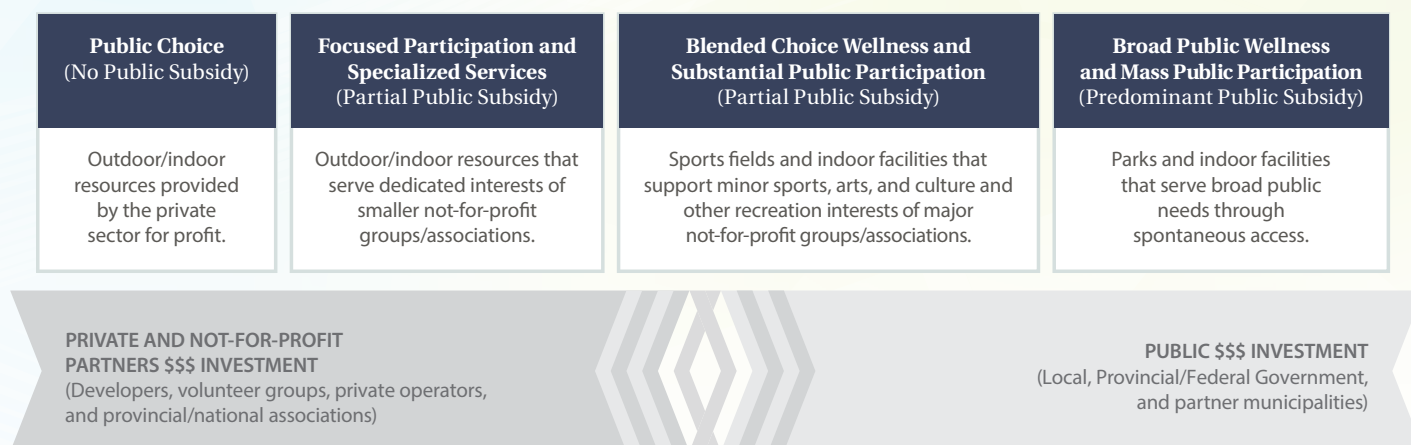 Public Choice
(No Public Subsidy)
Outdoor/indoor
resources provided
by the private
sector for profit.
Focused Participation and
Specialized Services
(Partial Public Subsidy)
Outdoor/indoor resources that
serve dedicated interests of
smaller not-for-profit
groups/associations.
Blended Choice Wellness and
Substantial Public Participation
(Partial Public Subsidy)
Sports fields and indoor facilities that
support minor sports, arts, and culture and
other recreation interests of major
not-for-profit groups/associations.
Broad Public Wellness
and Mass Public Participation
(Predominant Public Subsidy)
Parks and indoor facilities
that serve broad public
needs through
spontaneous access.
PRIVATE AND NOT-FOR-PROFIT
PARTNERS $$$ INVESTMENT
(Developers, volunteer groups, private operators,
and provincial/national associations)
PUBLIC $$$ INVESTMENT
(Local, Provincial/Federal Government,
and partner municipalities)